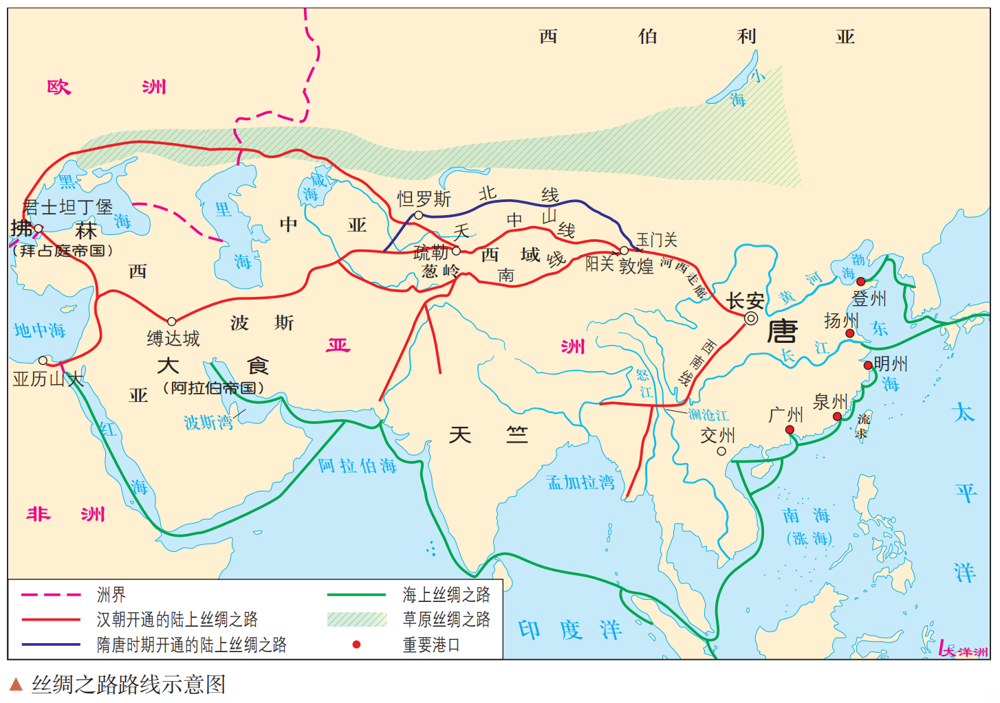 西伯利亚
欧洲
小海
黑海
君士坦丁堡
拂菻
(拜占庭帝国)
里海
咸海
中亚
怛罗斯
北线
天山
中线
疏勒
葱岭
西域
南线
玉门关
阳关
敦煌
河西走廊
长安
唐
黄河
渤海
登州
扬州
东海
长江
明州
泉州
广州
流求
交州
西南线
怒江
澜沧江
西亚
地中海
亚历山大
缚达城
波斯
大食
(阿拉伯帝国)
波斯湾
红海
亚洲
天竺
阿拉伯海
孟加拉湾
南海
(涨海)
太平洋
非洲
印度洋
大洋洲
洲界
汉朝开通的陆上丝绸之路
隋唐时期开通的陆上丝绸之路
海上丝绸之路
草原丝绸之路
重要港口
▲ 丝绸之路路线示意图